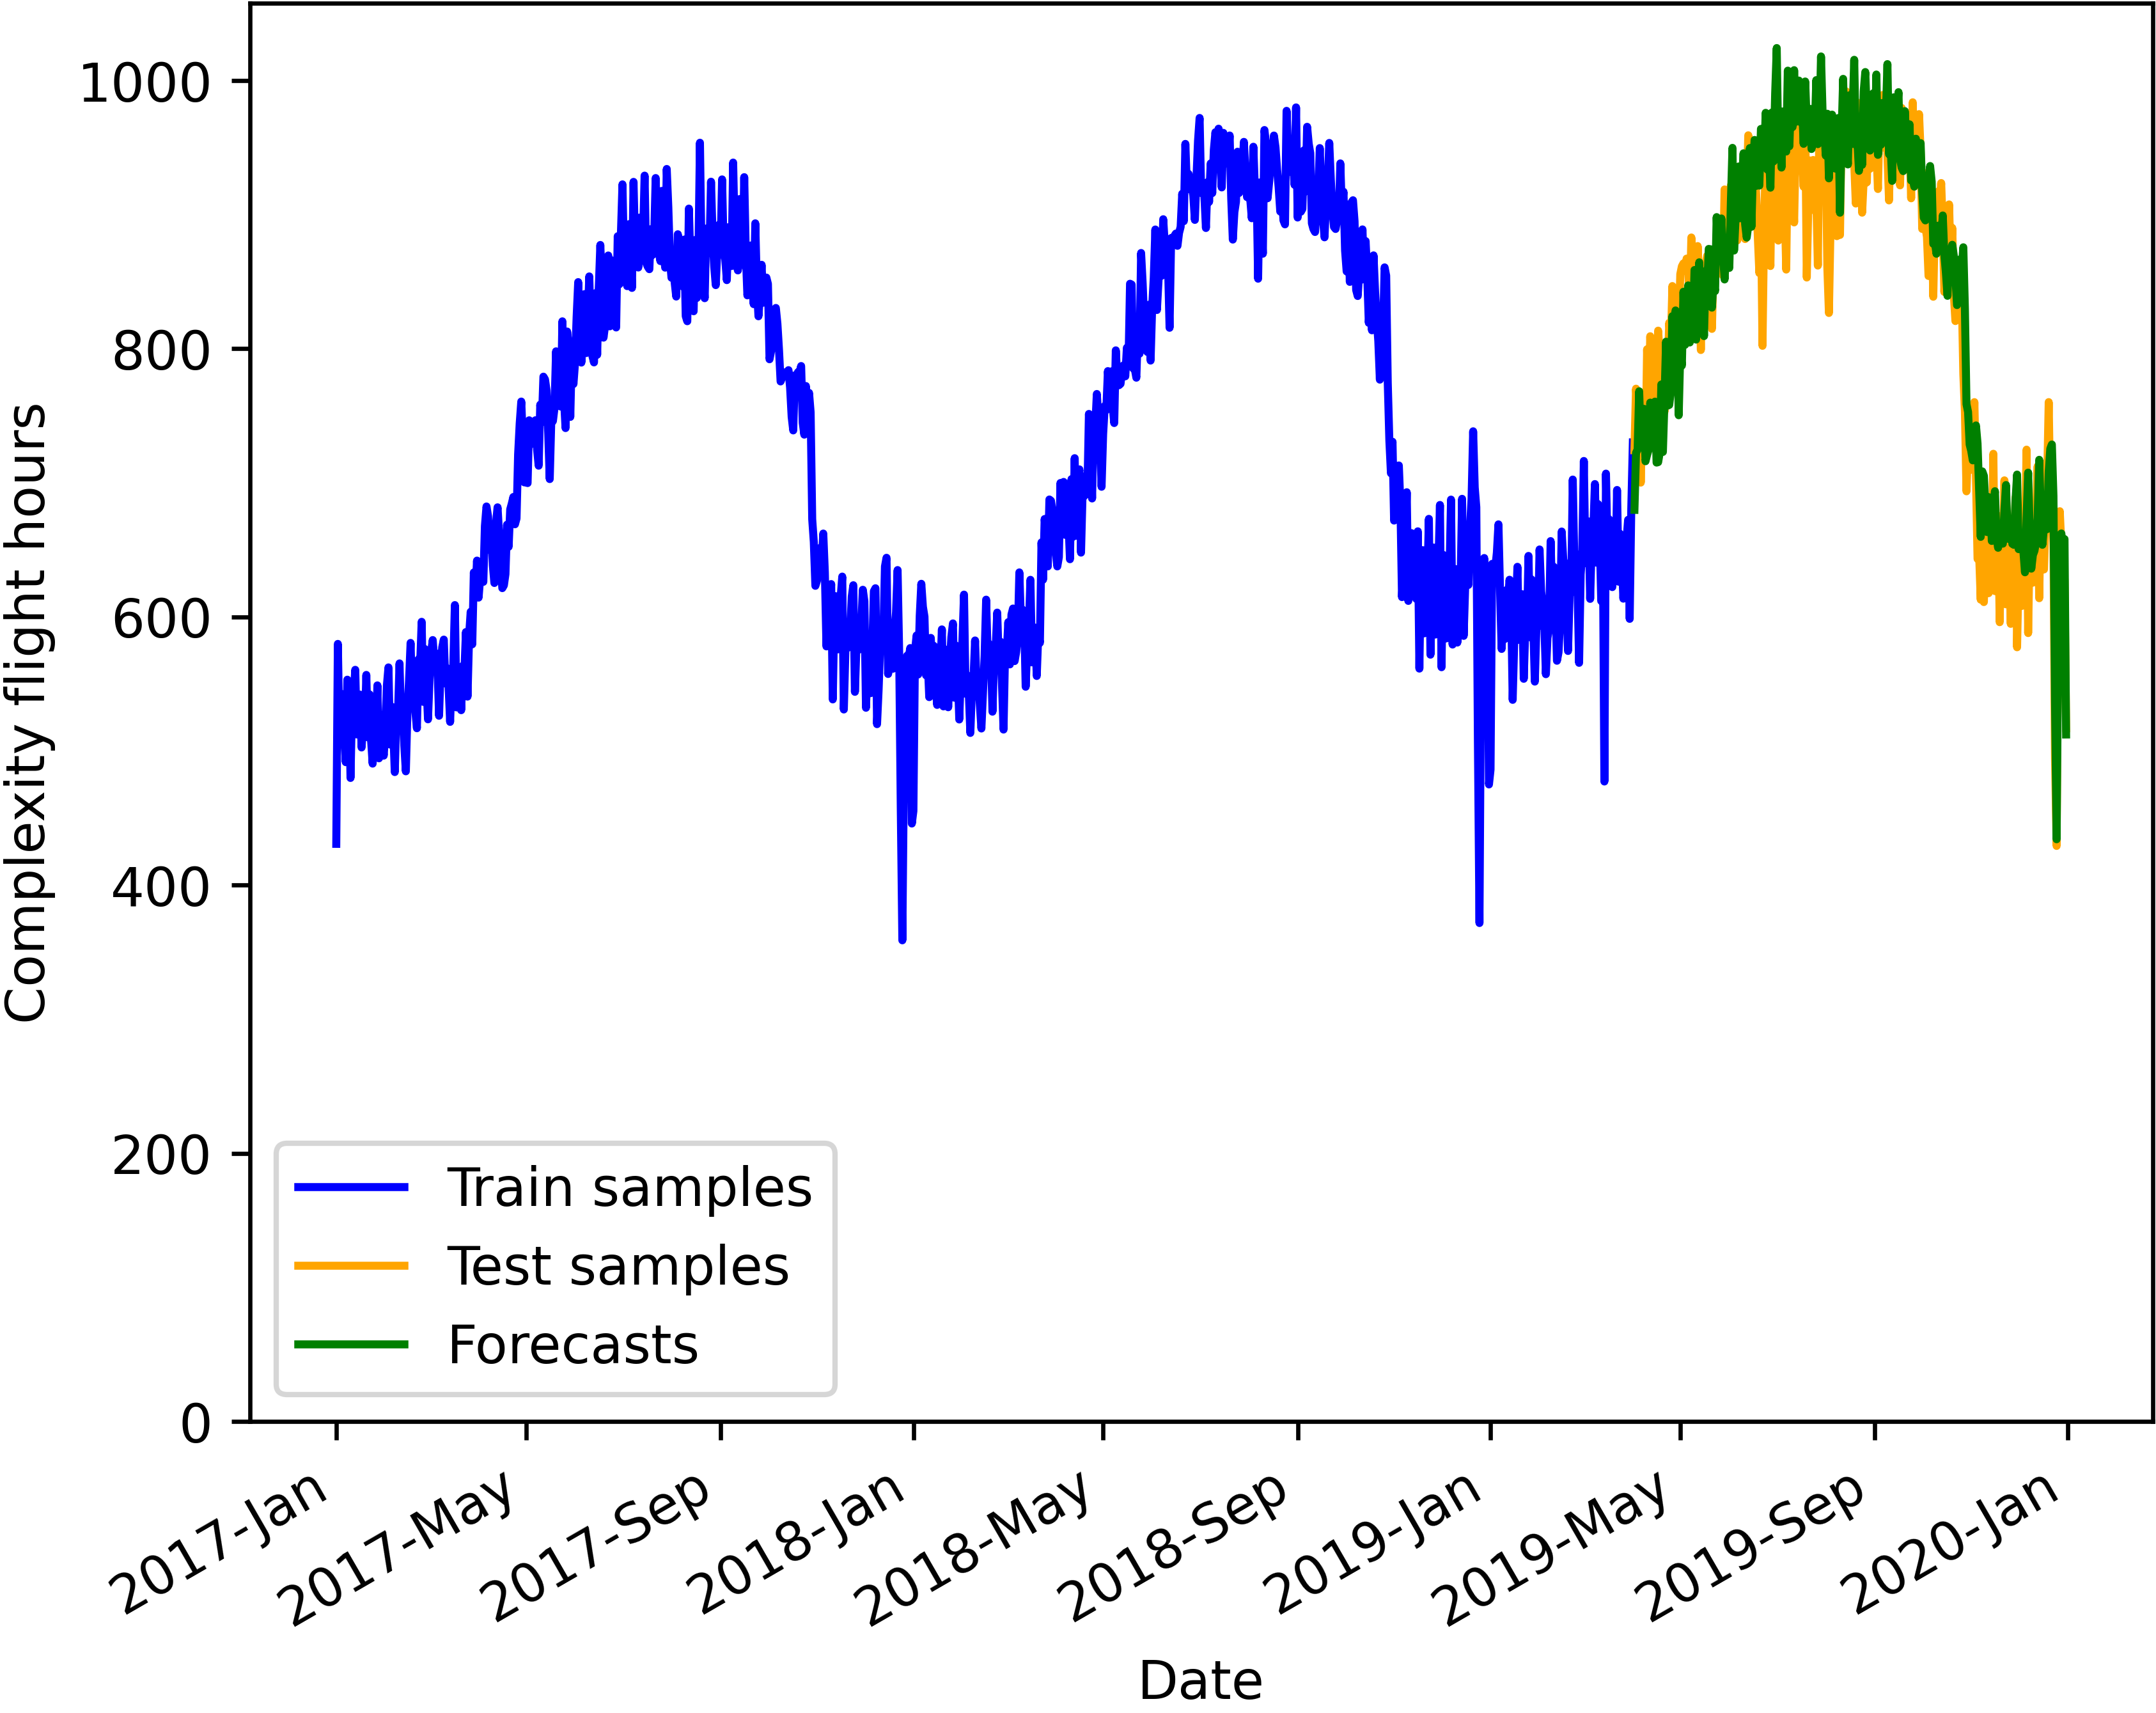 Complexity flight hours
1000
800
600
400
200
0
Train samples
Test samples
Forecasts
2017-Jan
2017-May
2017-Sep
2018-Jan
2018-May
2018-Sep
2019-Jan
2019-May
2019-Sep
2020-Jan
Date